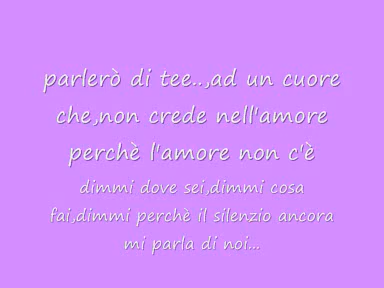 parlerò di tee..,ad un cuore
che,non crede nell'amore
perchè l'amore non c'è
dimmi dove sei,dimmi cosa
fai,dimmi perchè il silenzio ancora
mi parla di noi...